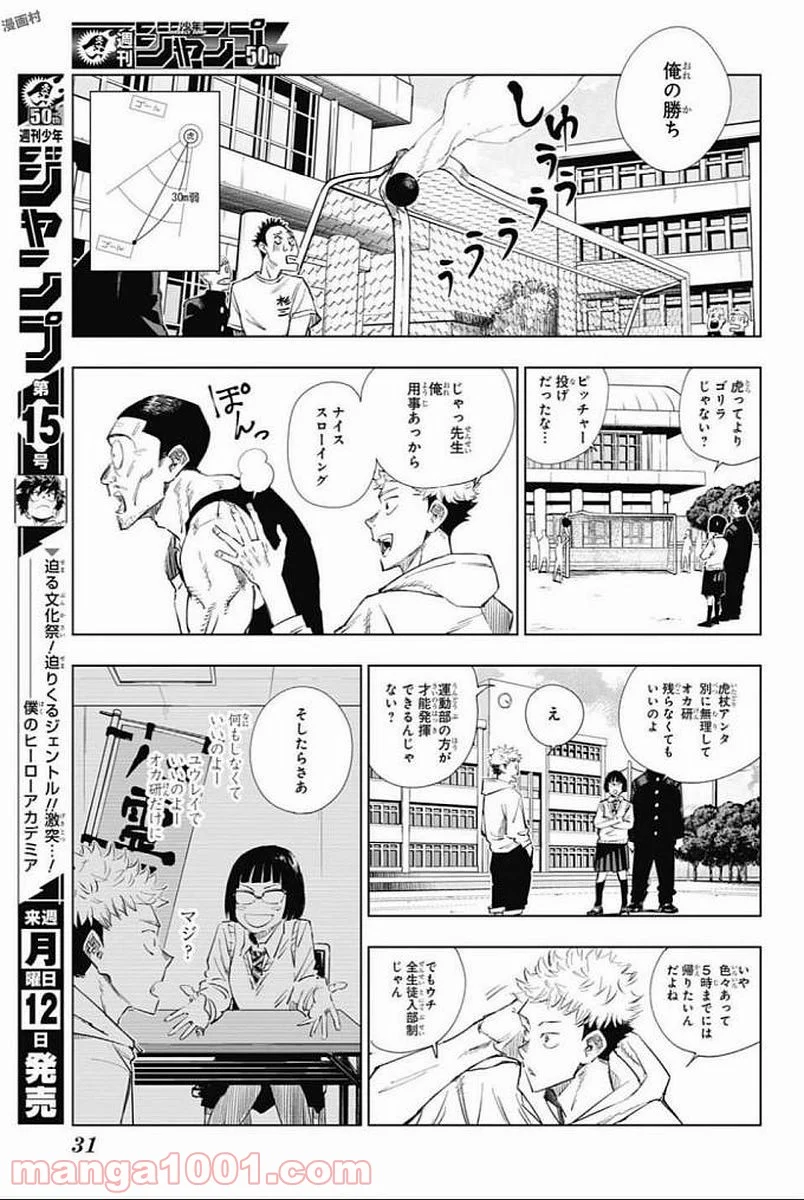 漫画村
週刊少年ジャンプ50th
50th
週刊少年
ジャンプ
第
15
号
迫る文化祭!迫りくるジェントル!!激突…!
僕のヒーローアカデミア
来週
月
曜日
12
日
発売
俺の勝ち
しゅうぅぅぅぅ
ゴール
虎
30m弱
ゴール
虎ってより
ゴリラ
じゃない?
ピッチャー
投げ
だったな…
じゃっ先生
俺
用事あっから
ナイス
スローイング
ぽんっ
虎杖アンタ
別に無理して
オカ研
残らなくても
いいのよ
え
運動部の方が
才能発揮
できるんじゃ
ない?
いや
色々あって
5時までには
帰りたいん
だよね
でもウチ
全生徒入部制
じゃん
そしたらさあ
何もしなくて
いいのよー
ユウレイで
いいのよー
オカ研だけに
マジ?
霊
31
manga1001.com